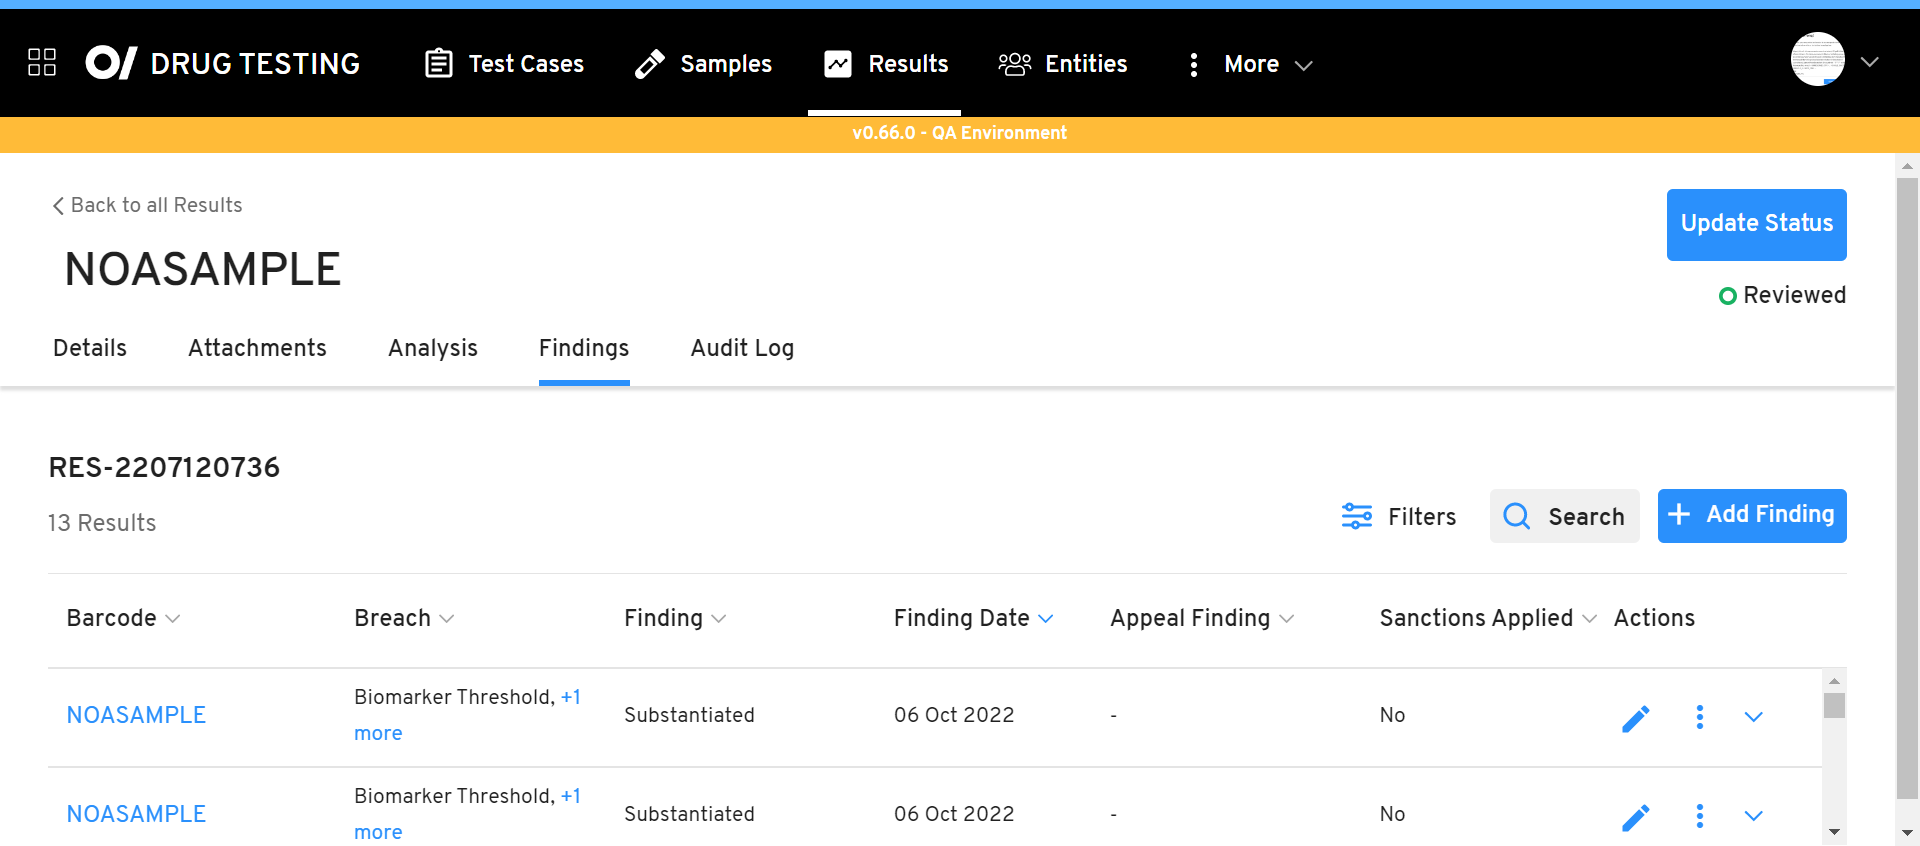 DRUG TESTING
Test Cases
Samples
Results
Entities
More
v0.66.0 - QA Environment
Back to all Results
Update Status
NOASAMPLE
Reviewed
Details
Attachments
Analysis
Findings
Audit Log
RES-2207120736
13 Results
Filters
Search
Add Finding
Barcode
Breach
Finding
Finding Date
Appeal Finding
Sanctions Applied
Actions
NOASAMPLE
Biomarker Threshold, +1
more
Substantiated
06 Oct 2022
-
No
NOASAMPLE
Biomarker Threshold, +1
more
Substantiated
06 Oct 2022
-
No